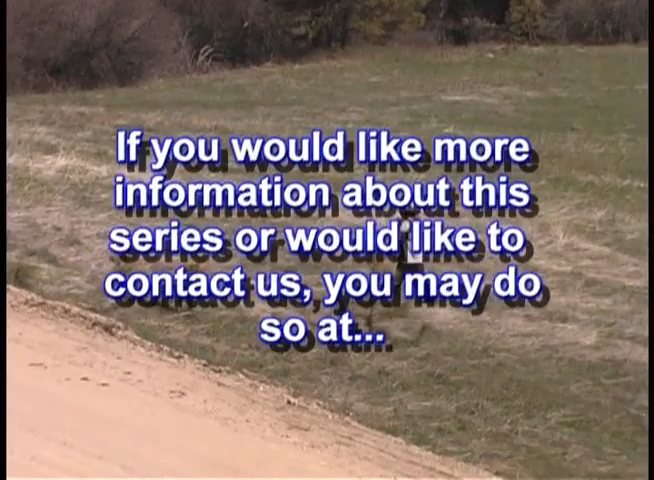 If you would like more
information about this
series or would like to
contact us, you may do
so at...